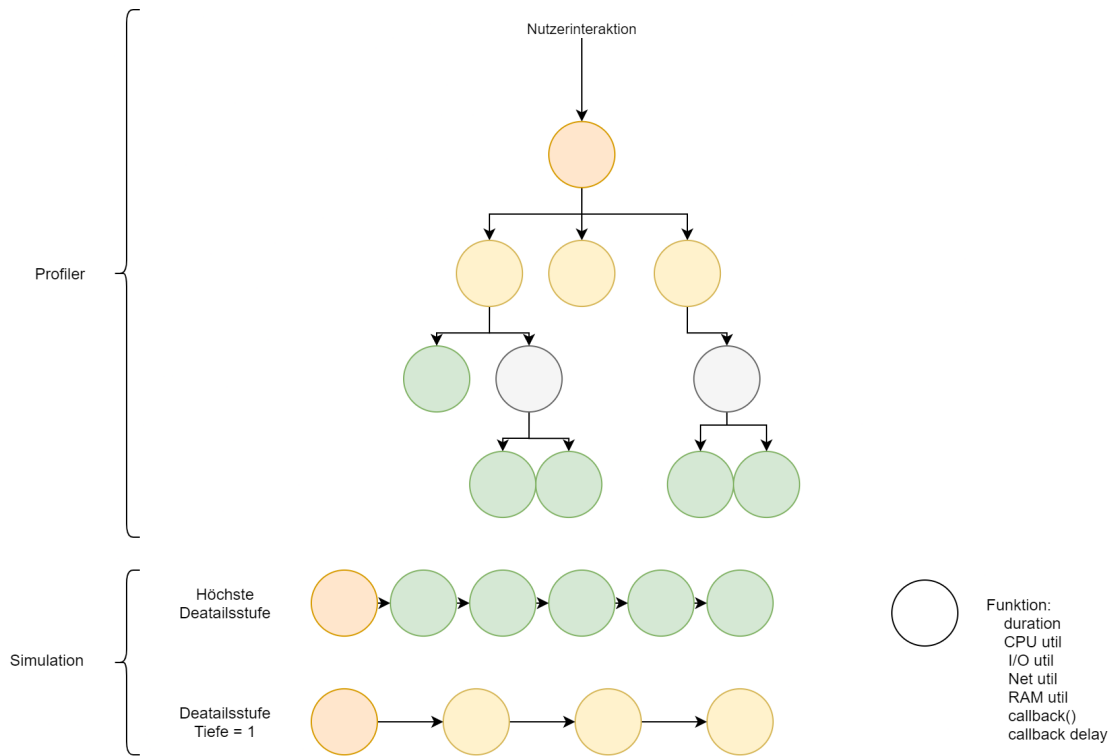 Nutzerinteraktion
Profiler
Höchste
Deatailsstufe
Simulation
Deatailsstufe
Tiefe = 1
Funktion:
duration
CPU util
I/O util
Net util
RAM util
callback()
callback delay